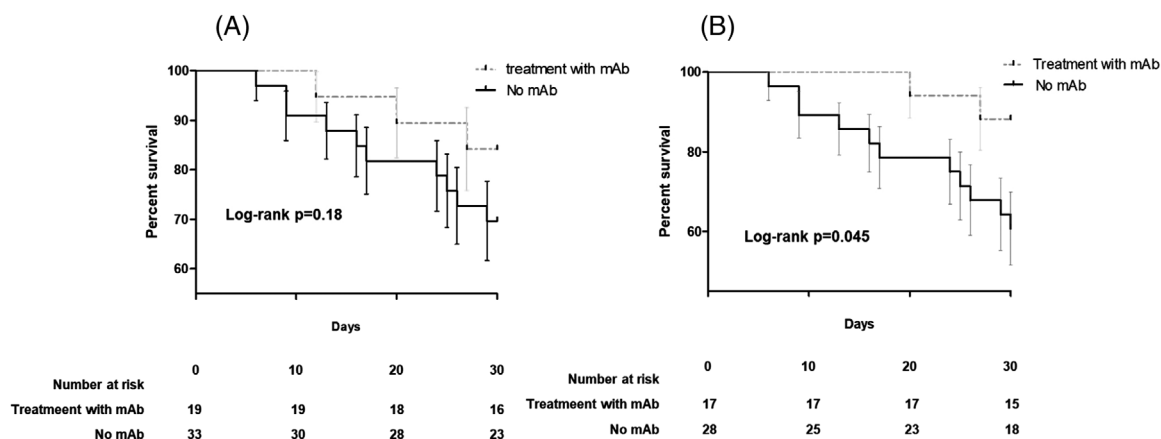 (A)
treatment with mAb
No mAb
100
90
80
70
60
Percent survival
Log-rank p=0.18
Days
0 10 20 30
Number at risk
Treatmeent with mAb 19 19 18 16
No mAb 33 30 28 23
(B)
Treatment with mAb
No mAb
100
80
60
Percent survival
Log-rank p=0.045
Days
0 10 20 30
Number at risk
Treatmeent with mAb 17 17 17 15
No mAb 28 25 23 18